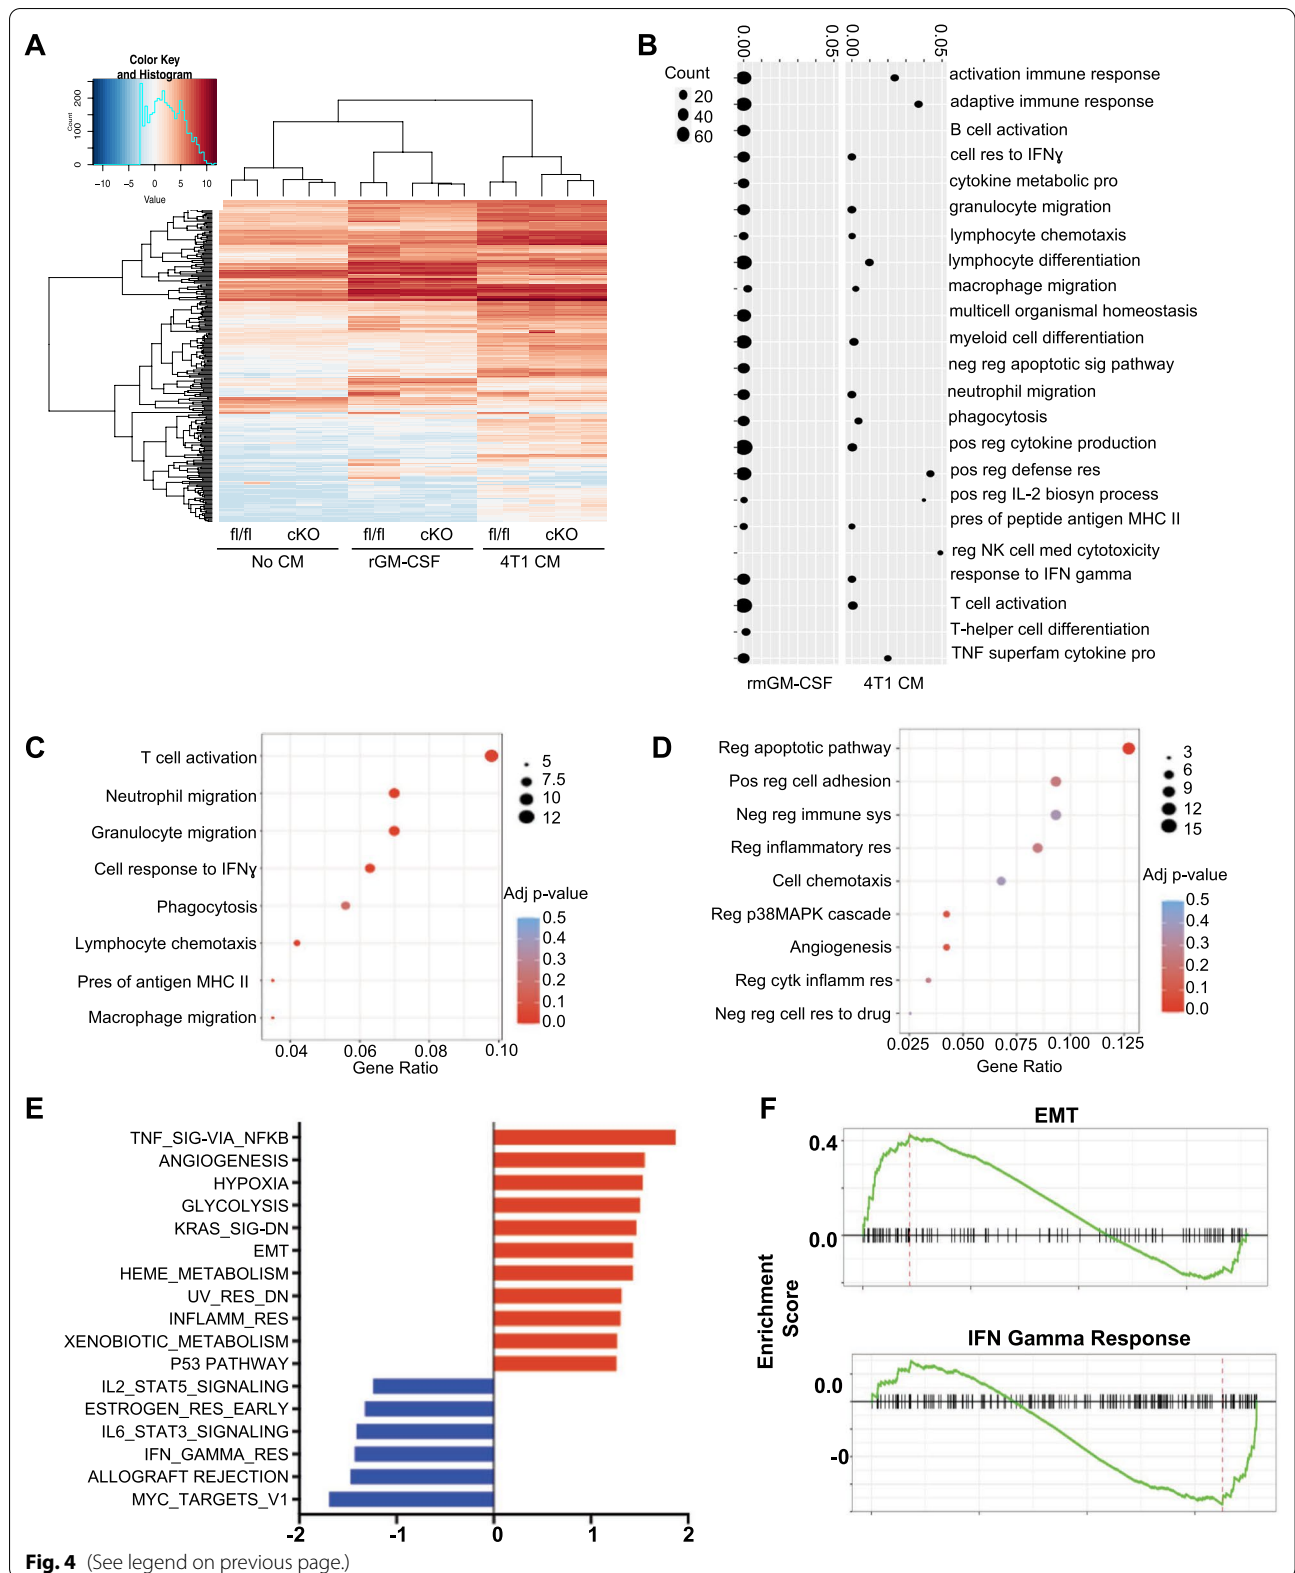 A
Color Key
and Histogram
Count
0
100
200
−10
−5
0
5
10
Value
fl/fl
cKO
fl/fl
cKO
fl/fl
cKO
No CM
rGM-CSF
4T1 CM
B
Count
20
40
60
0.00
0.05
0.00
0.05
activation immune response
adaptive immune response
B cell activation
cell res to IFNɣ
cytokine metabolic pro
granulocyte migration
lymphocyte chemotaxis
lymphocyte differentiation
macrophage migration
multicell organismal homeostasis
myeloid cell differentiation
neg reg apoptotic sig pathway
neutrophil migration
phagocytosis
pos reg cytokine production
pos reg defense res
pos reg IL-2 biosyn process
pres of peptide antigen MHC II
reg NK cell med cytotoxicity
response to IFN gamma
T cell activation
T-helper cell differentiation
TNF superfam cytokine pro
rmGM-CSF
4T1 CM
C
T cell activation
Neutrophil migration
Granulocyte migration
Cell response to IFNɣ
Phagocytosis
Lymphocyte chemotaxis
Pres of antigen MHC II
Macrophage migration
0.04
0.06
0.08
0.10
Gene Ratio
5
7.5
10
12
Adj p-value
0.5
0.4
0.3
0.2
0.1
0.0
D
Reg apoptotic pathway
Pos reg cell adhesion
Neg reg immune sys
Reg inflammatory res
Cell chemotaxis
Reg p38MAPK cascade
Angiogenesis
Reg cytk inflamm res
Neg reg cell res to drug
0.025
0.050
0.075
0.100
0.125
Gene Ratio
3
6
9
12
15
Adj p-value
0.5
0.4
0.3
0.2
0.1
0.0
E
TNF_SIG-VIA_NFKB
ANGIOGENESIS
HYPOXIA
GLYCOLYSIS
KRAS_SIG-DN
EMT
HEME_METABOLISM
UV_RES_DN
INFLAMM_RES
XENOBIOTIC_METABOLISM
P53 PATHWAY
IL2_STAT5_SIGNALING
ESTROGEN_RES_EARLY
IL6_STAT3_SIGNALING
IFN_GAMMA_RES
ALLOGRAFT REJECTION
MYC_TARGETS_V1
-2
-1
0
1
2
F
EMT
0.4
0.0
Enrichment
Score
IFN Gamma Response
0.0
-0
Fig. 4 (See legend on previous page.)